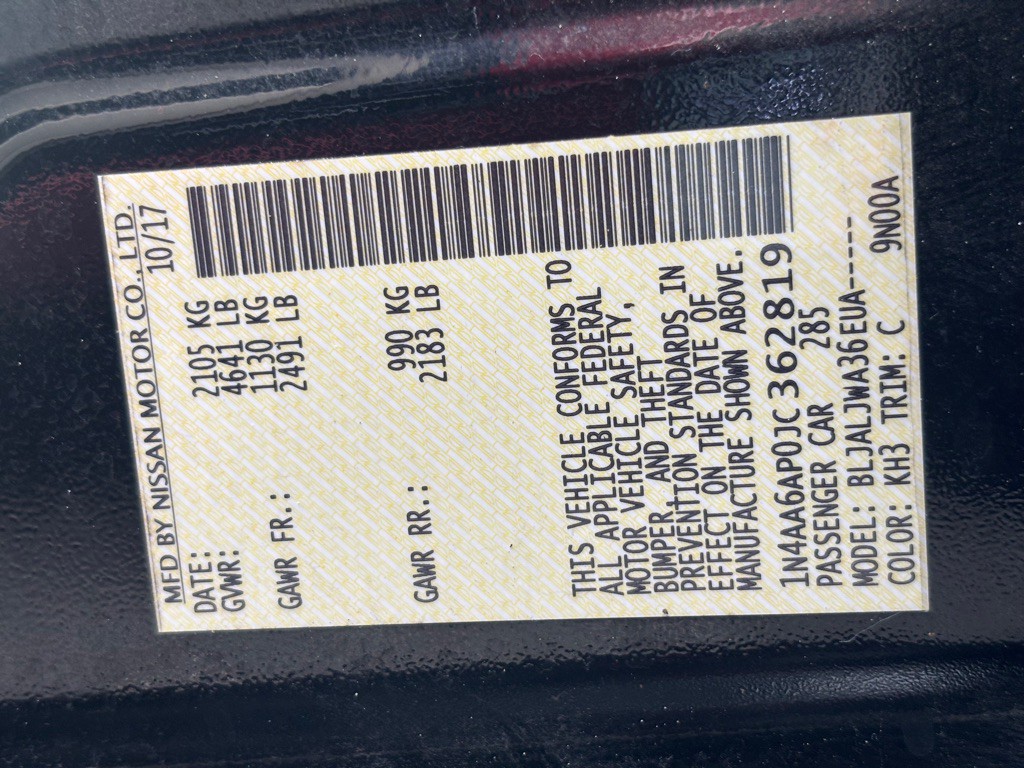 MFD BY NISSAN MOTOR CO., LTD.
DATE: 10/17
GVWR: 2105 KG
4641 LB
GAWR FR.: 1130 KG
2491 LB
GAWR RR.: 990 KG
2183 LB
THIS VEHICLE CONFORMS TO
ALL APPLICABLE FEDERAL
MOTOR VEHICLE SAFETY,
BUMPER, AND THEFT
PREVENTION STANDARDS IN
EFFECT ON THE DATE OF
MANUFACTURE SHOWN ABOVE.
1N4AA6AP0JC362819
PASSENGER CAR 285
MODEL: BLJALJWA36EUA-----
COLOR: KH3 TRIM: C 9N00A